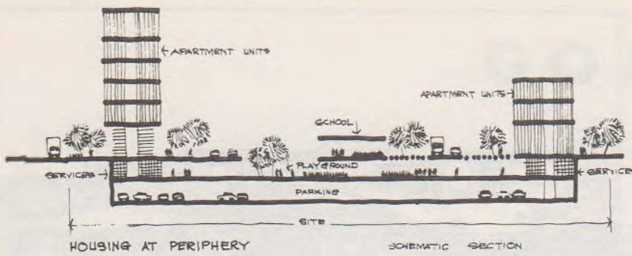 APARTMENT UNITS
APARTMENT UNITS
SCHOOL
PLAYGROUND
SERVICES
SERVICE
PARKING
SITE
HOUSING AT PERIPHERY
SCHEMATIC SECTION